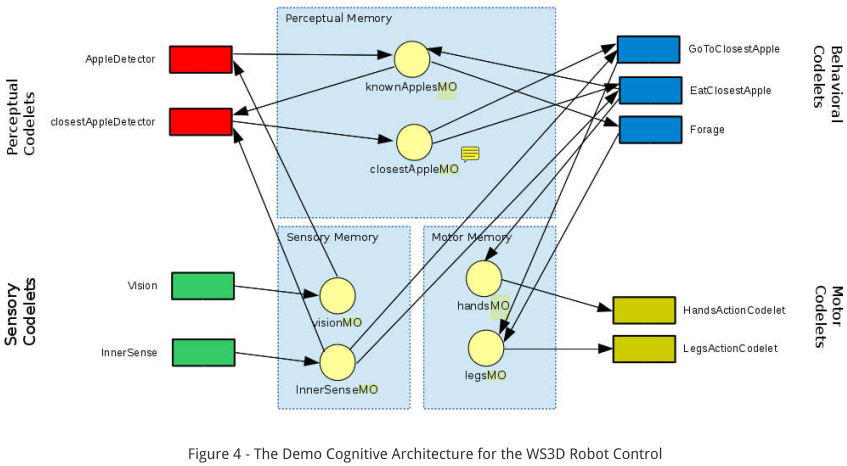 Perceptual Memory
AppleDetector
knownApplesMO
GoToClosestApple
EatClosestApple
closestAppleDetector
Forage
closestAppleMO
Perceptual
Codelets
Behavioral
Codelets
Sensory Memory
Motor Memory
Vision
visionMO
handsMO
HandsActionCodelet
InnerSense
InnerSenseMO
legsMO
LegsActionCodelet
Sensory
Codelets
Motor
Codelets
Figure 4 - The Demo Cognitive Architecture for the WS3D Robot Control